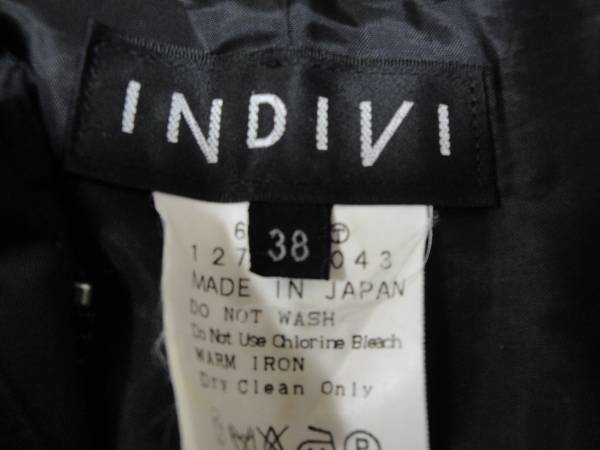 INDIVI
38
6 T
127 043
MADE IN JAPAN
DO NOT WASH
Do Not Use Chlorine Bleach
WARM IRON
Dry Clean Only